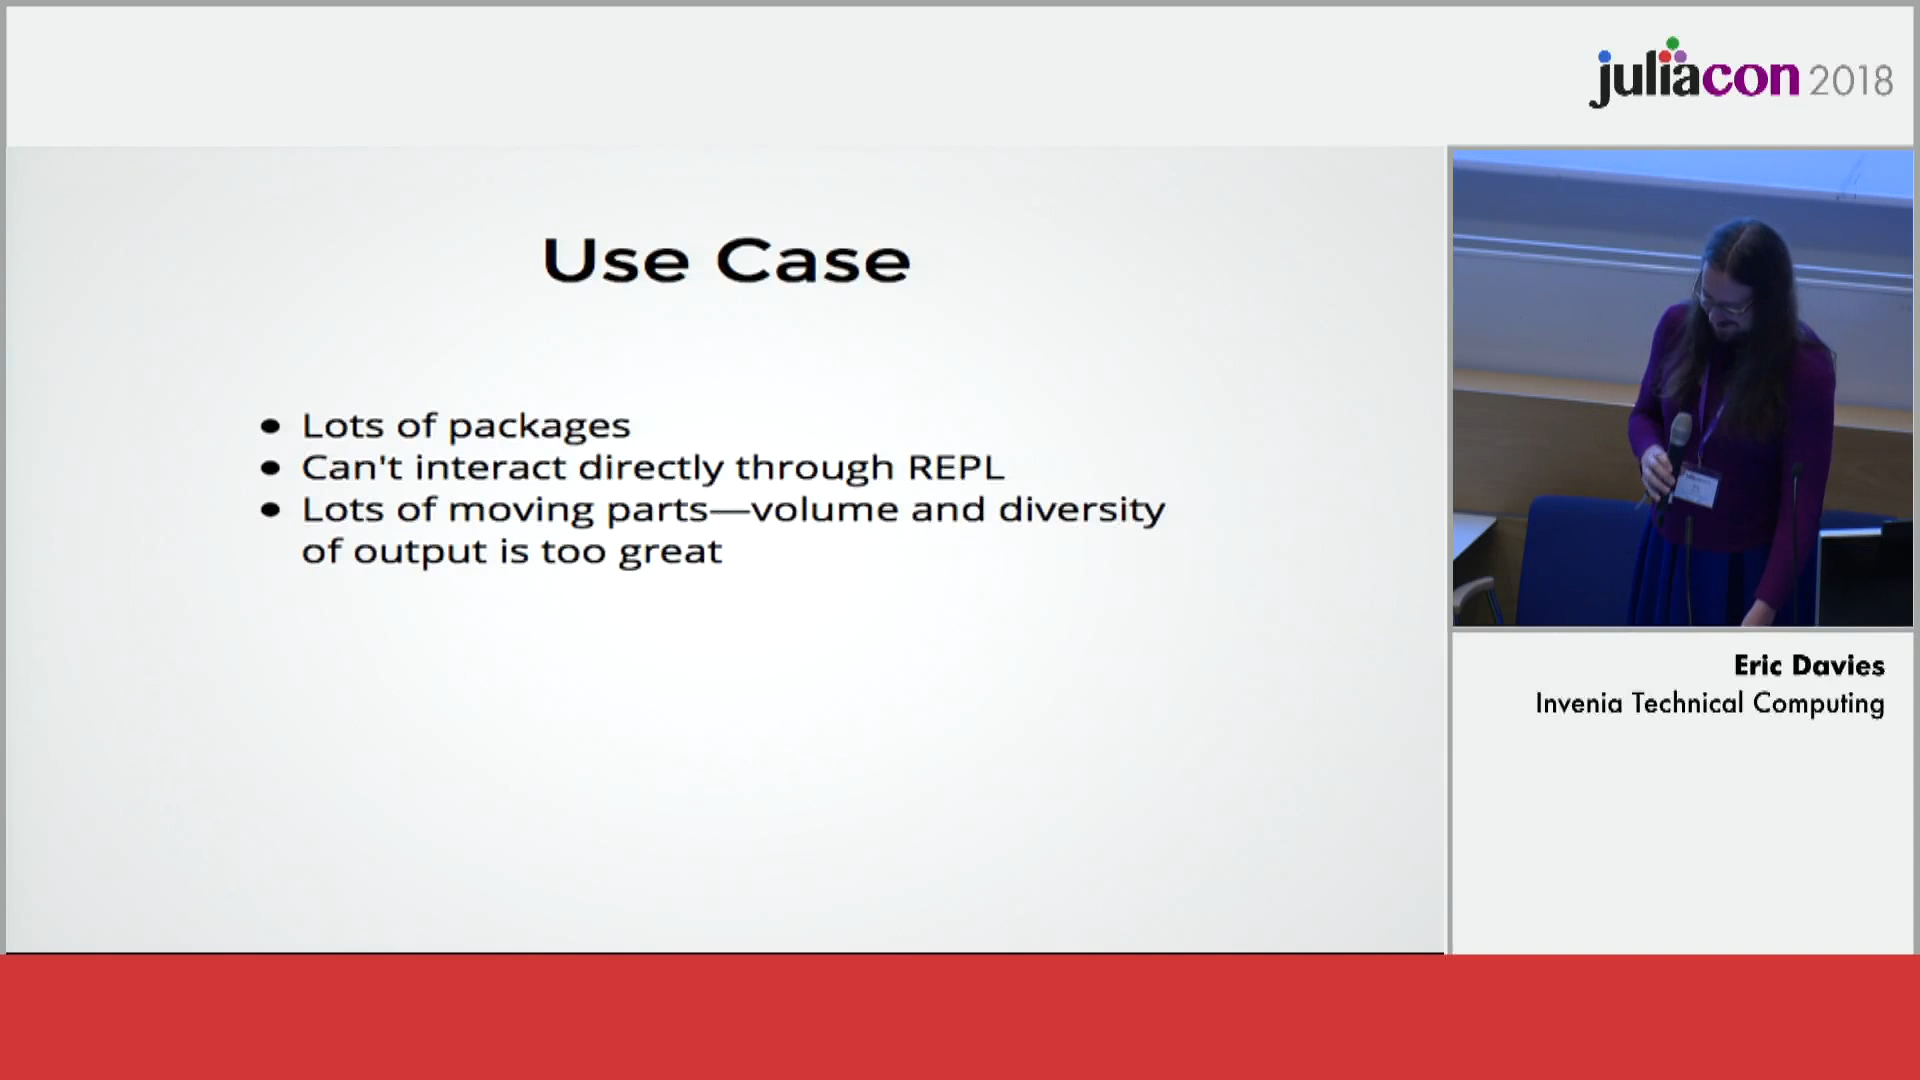 juliacon 2018
Use Case
• Lots of packages
• Can't interact directly through REPL
• Lots of moving parts—volume and diversity
of output is too great
Eric Davies
Invenia Technical Computing